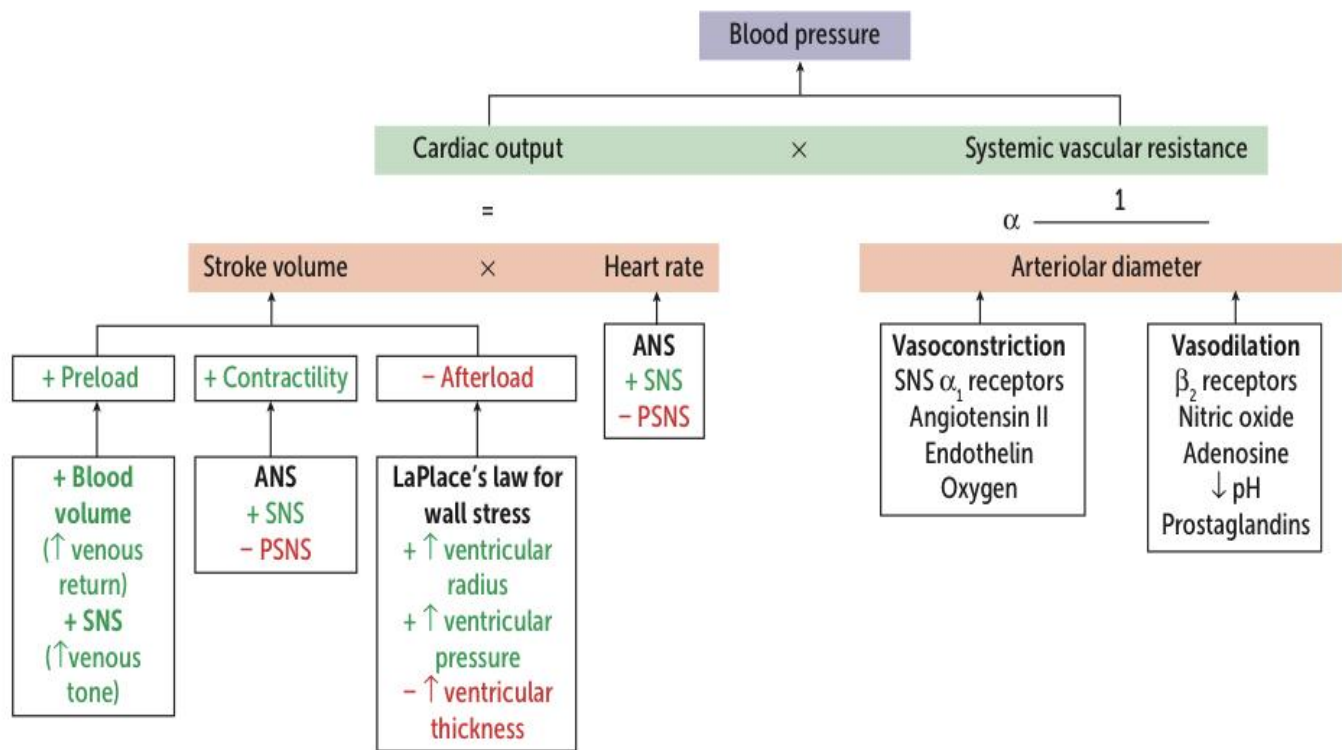 Blood pressure
Cardiac output × Systemic vascular resistance
=
α 1
Stroke volume × Heart rate
Arteriolar diameter
+ Preload
+ Contractility
− Afterload
ANS
+ SNS
− PSNS
Vasoconstriction
SNS α₁ receptors
Angiotensin II
Endothelin
Oxygen
Vasodilation
β₂ receptors
Nitric oxide
Adenosine
↓ pH
Prostaglandins
+ Blood
volume
(↑ venous
return)
+ SNS
(↑venous
tone)
ANS
+ SNS
− PSNS
LaPlace’s law for
wall stress
+ ↑ ventricular
radius
+ ↑ ventricular
pressure
− ↑ ventricular
thickness